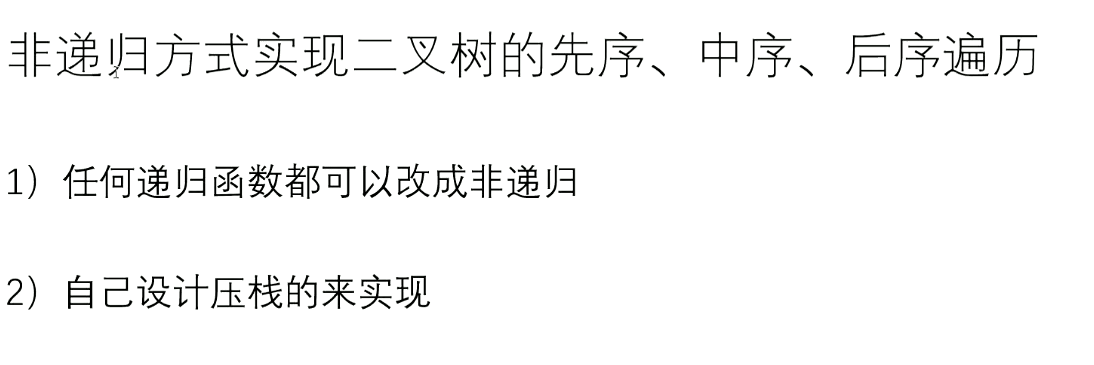 非递归方式实现二叉树的先序、中序、后序遍历
1）任何递归函数都可以改成非递归
2）自己设计压栈的来实现